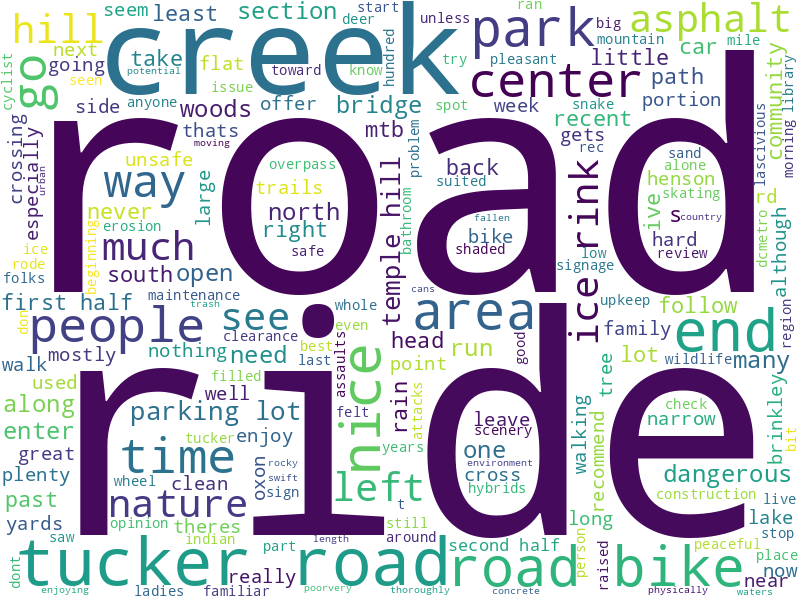 creek
road
ride
tucker road
road bike
hill
go
park
asphalt
center
people
area
end
see
nice
way
much
time
nature
left
ice rink
temple hill
parking lot
seem
least
section
next
going
take
flat
issue
toward
know
hundred
start
unless
deer
ran
big
mountain
mile
try
pleasant
little
car
path
portion
cyclist
potential
anyone
offer
bridge
spot
week
snake
recent
community
morning
library
side
woods
thats
mtb
problem
gets
rec
sand
alone
dcmetro
lascivious
crossing
especially
urban
moving
unsafe
overpass
back
suited
ive
henson
skating
rd
although
never
large
trails
bathroom
bike
s
country
erosion
north
right
safe
fallen
shaded
low
signage
hard
review
ice
rode
folks
beginning
south
open
first half
maintenance
trash
whole
cans
upkeep
follow
region
clearance
even
best
last
head
run
good
family
lot
many
wildlife
don
mostly
nothing
need
point
tree
walk
used
filled
assaults
rain
attacks
leave
scenery
walking
recommend
narrow
check
brinkley
bit
along
well
felt
enter
great
tucker
enjoy
years
one
cross
environment
hybrids
dangerous
construction
live
plenty
wheel
clean
oxon
rocky
swift
sign
past
yards
opinion
theres
t
still
around
long
person
raised
lake
stop
peaceful
place
now
near
saw
indian
part
length
second half
dont
enjoying
ladies
really
familiar
poorvery
thoroughly
concrete
physically
waters